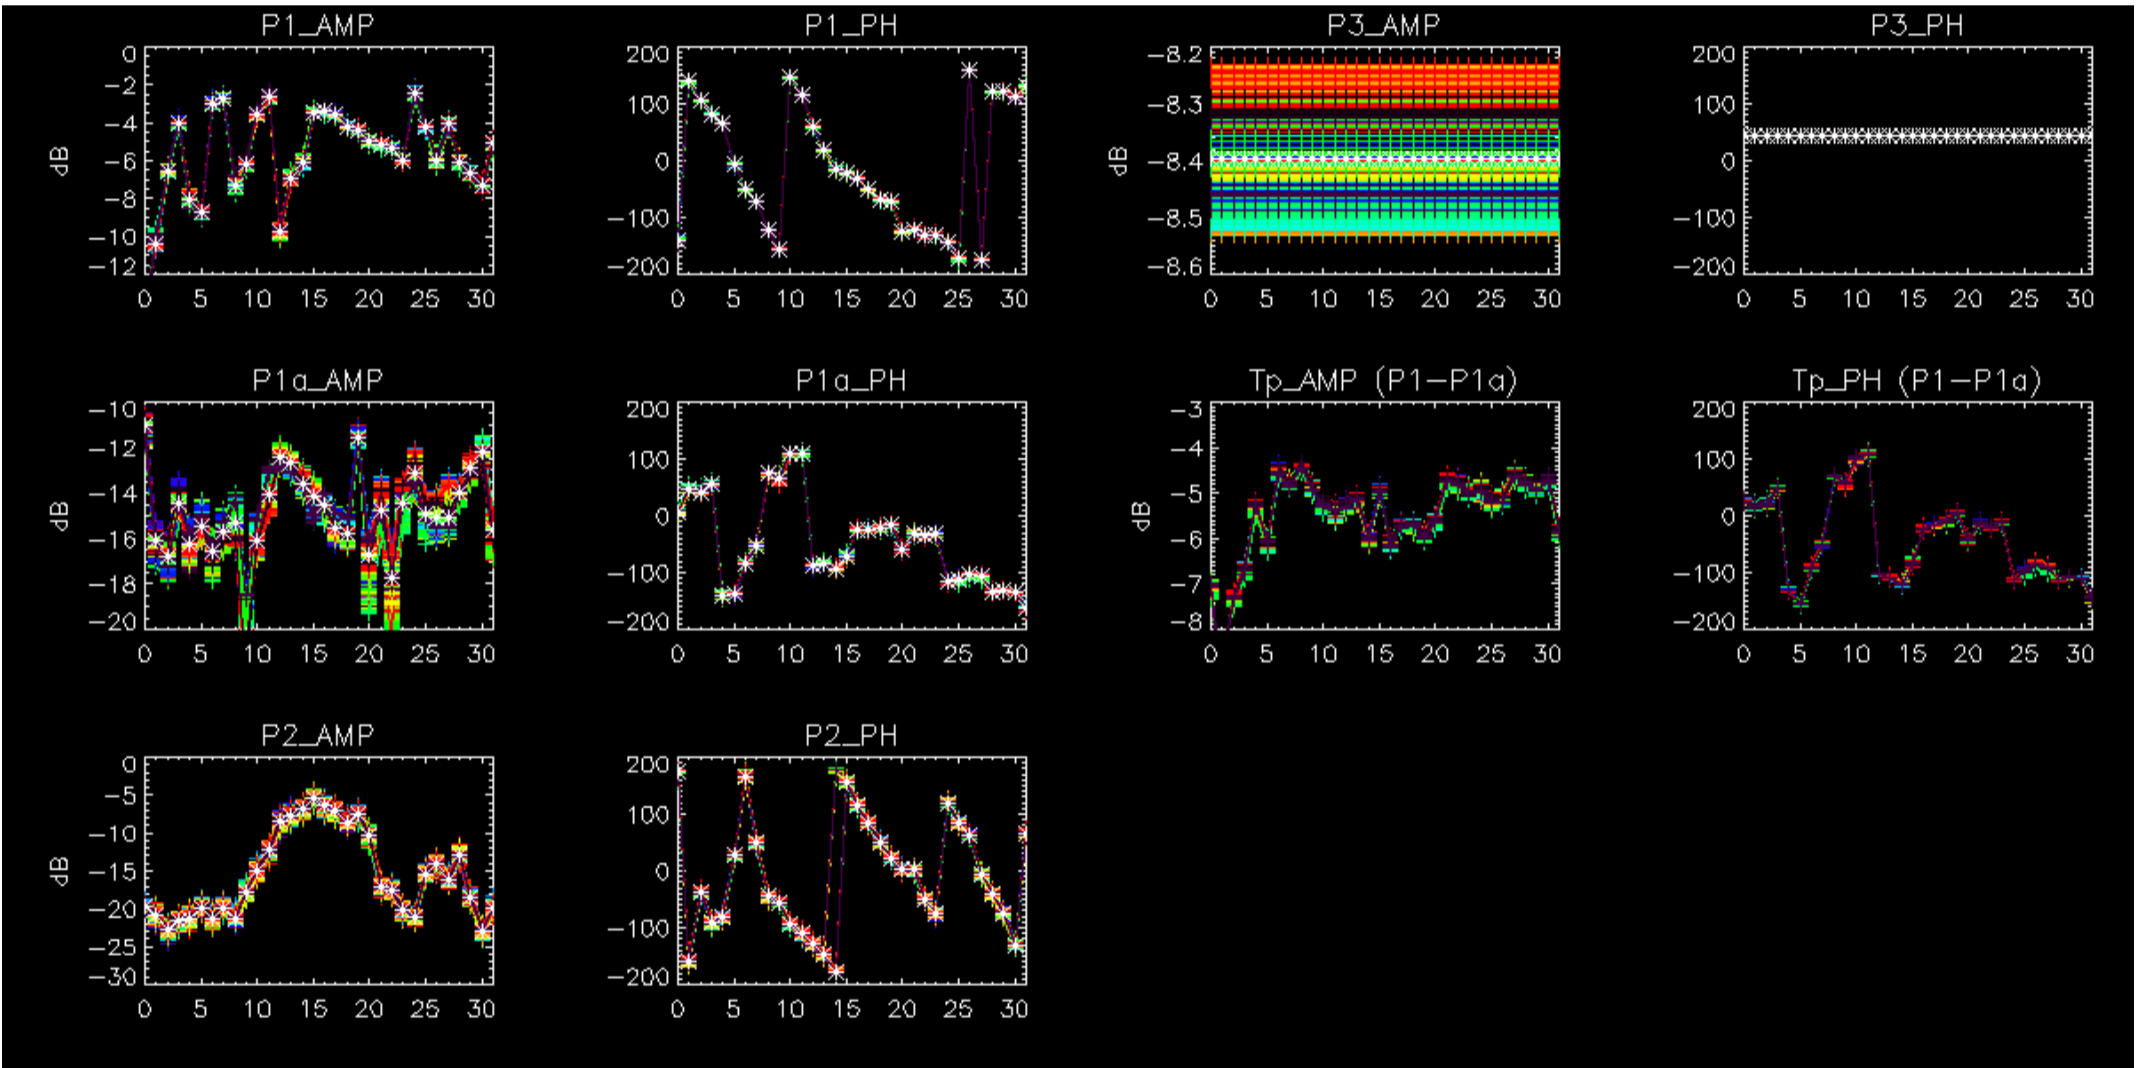 P1_AMP
P1_PH
P3_AMP
P3_PH
0
−2
−4
−6
−8
−10
−12
dB
0 5 10 15 20 25 30
200
100
0
−100
−200
0 5 10 15 20 25 30
−8.2
−8.3
−8.4
−8.5
−8.6
dB
0 5 10 15 20 25 30
200
100
0
−100
−200
0 5 10 15 20 25 30
P1a_AMP
P1a_PH
Tp_AMP (P1−P1a)
Tp_PH (P1−P1a)
−10
−12
−14
−16
−18
−20
dB
0 5 10 15 20 25 30
200
100
0
−100
−200
0 5 10 15 20 25 30
−3
−4
−5
−6
−7
−8
dB
0 5 10 15 20 25 30
200
100
0
−100
−200
0 5 10 15 20 25 30
P2_AMP
P2_PH
0
−5
−10
−15
−20
−25
−30
dB
0 5 10 15 20 25 30
200
100
0
−100
−200
0 5 10 15 20 25 30